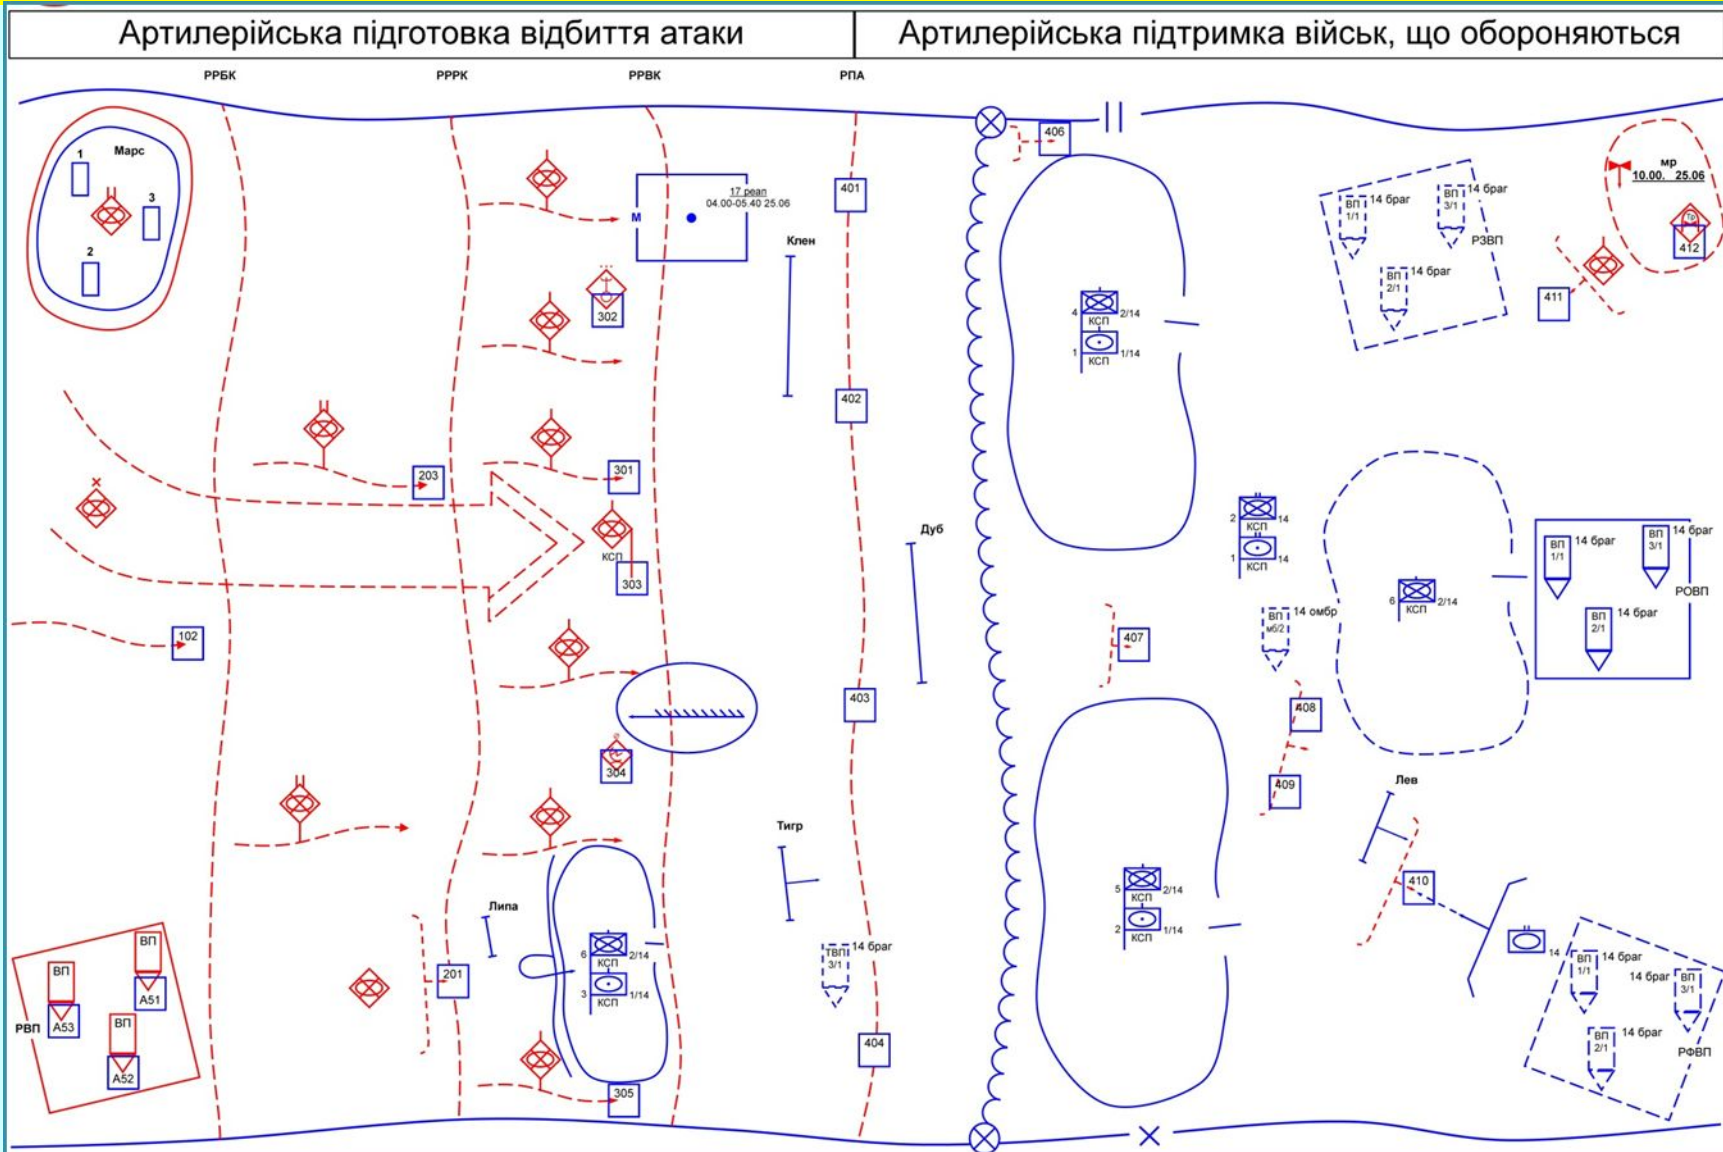 Артилерійська підготовка відбиття атаки
Артилерійська підтримка військ, що обороняються
РРБК
РРРК
РРВК
РПА
Марс
1
3
2
М
17 реап
04.00-05.40 25.06
Клен
302
401
402
203
301
КСП
303
102
304
403
Дуб
Тигр
Липа
201
6
КСП
2/14
3
КСП
1/14
ТВП
3/1
14 браг
404
305
РВП
ВП
А53
ВП
А51
ВП
А52
406
4
КСП
2/14
1
КСП
1/14
ВП
1/1
14 браг
ВП
3/1
14 браг
ВП
2/1
14 браг
РЗВП
мр
10.00. 25.06
Тр
412
411
2
КСП
14
1
КСП
14
ВП
мб/2
14 омбр
407
408
409
6
КСП
2/14
ВП
1/1
14 браг
ВП
3/1
14 браг
ВП
2/1
14 браг
РОВП
Лев
410
5
КСП
2/14
2
КСП
1/14
14
ВП
1/1
14 браг
ВП
3/1
14 браг
ВП
2/1
14 браг
РФВП